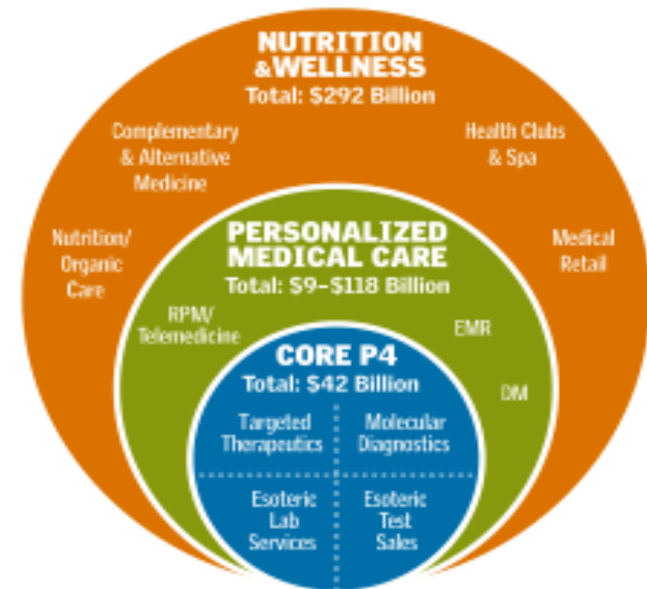 NUTRITION
&WELLNESS
Total: $292 Billion
Complementary
& Alternative
Medicine
Health Clubs
& Spa
Nutrition/
Organic
Care
Medical
Retail
PERSONALIZED
MEDICAL CARE
Total: $9–$118 Billion
RPM/
Telemedicine
EMR
DM
CORE P4
Total: $42 Billion
Targeted
Therapeutics
Molecular
Diagnostics
Esoteric
Lab
Services
Esoteric
Test
Sales